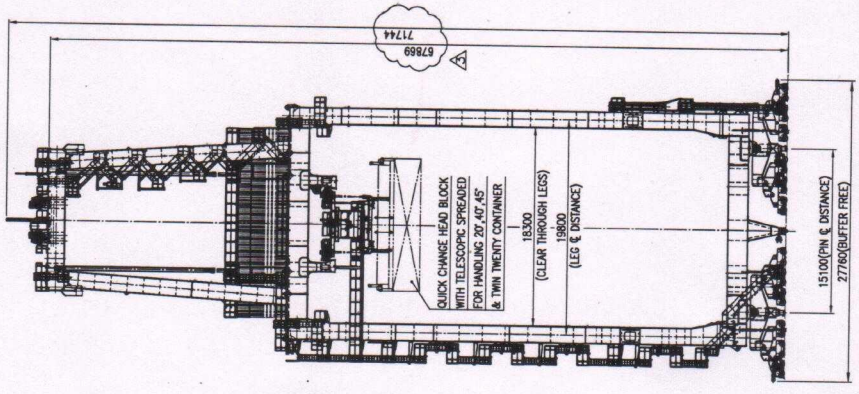 67869
71744
3
QUICK CHANGE HEAD BLOCK
WITH TELESCOPIC SPREADED
FOR HANDLING 20',40',45'
& TWIN TWENTY CONTAINER
18300
(CLEAR THROUGH LEGS)
19800
(LEG ℄ DISTANCE)
15100(PIN ℄ DISTANCE)
27760(BUFFER FREE)